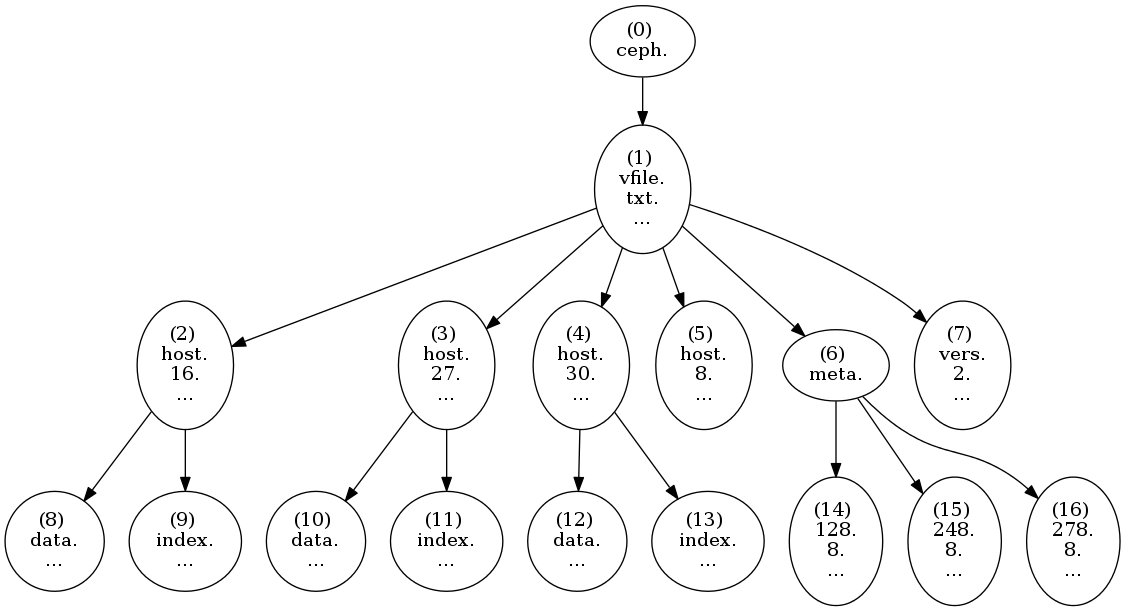 (0)
ceph.
(1)
vfile.
txt.
...
(2)
host.
16.
...
(3)
host.
27.
...
(4)
host.
30.
...
(5)
host.
8.
...
(6)
meta.
(7)
vers.
2.
...
(8)
data.
...
(9)
index.
...
(10)
data.
...
(11)
index.
...
(12)
data.
...
(13)
index.
...
(14)
128.
8.
...
(15)
248.
8.
...
(16)
278.
8.
...